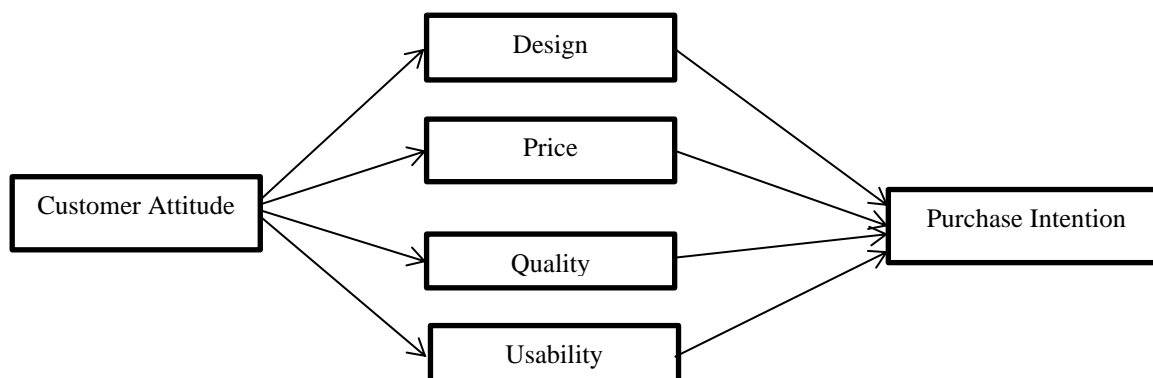 Design
Price
Customer Attitude
Purchase Intention
Quality
Usability